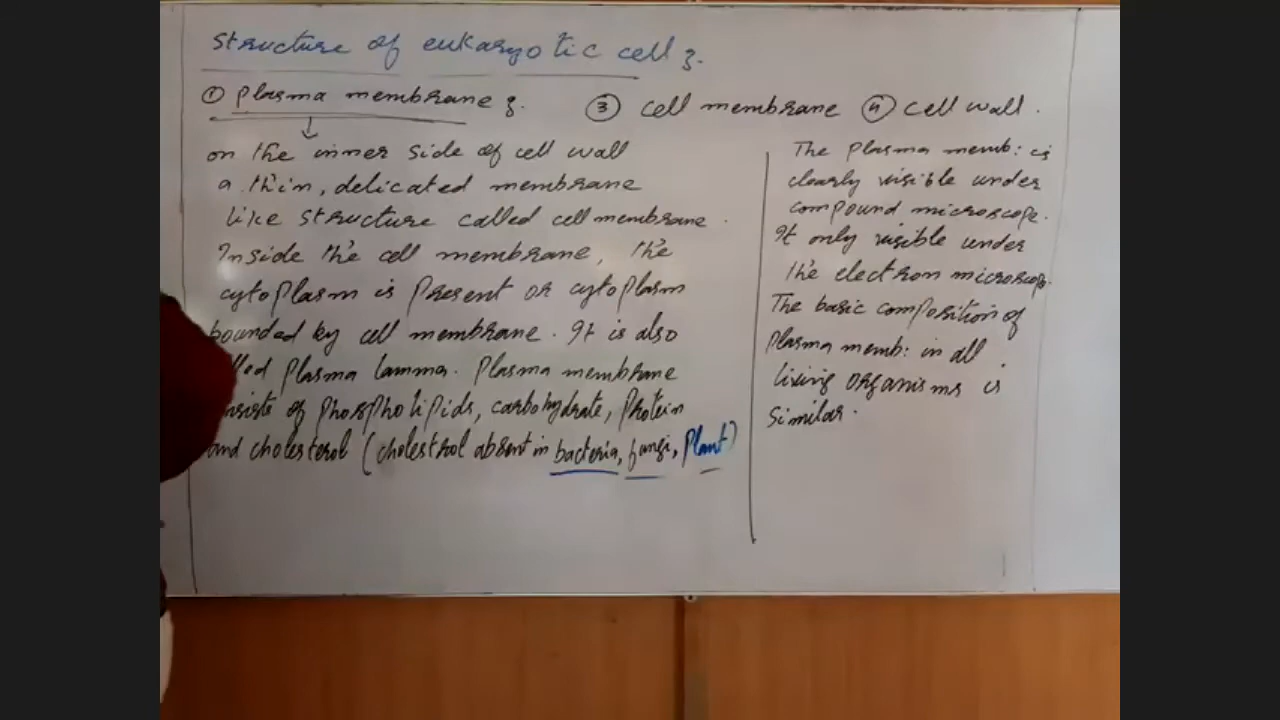 Structure of eukaryotic cell :-
① Plasma membrane :-
③ cell membrane ④ cell wall.
on the inner side of cell wall
a thin, delicated membrane
like structure called cell membrane.
Inside the cell membrane, the
cytoplasm is Present or cytoplasm
bounded by cell membrane. It is also
lled Plasma lamma. Plasma membrane
nsists of Phospholipids, carbohydrate, Protein
and cholesterol (cholestrol absent in bacteria, fungi, Plant)
The Plasma memb: is
clearly visible under
compound microscope.
It only visible under
the electron microscope.
The basic composition of
Plasma memb: in all
living organisms is
similar.